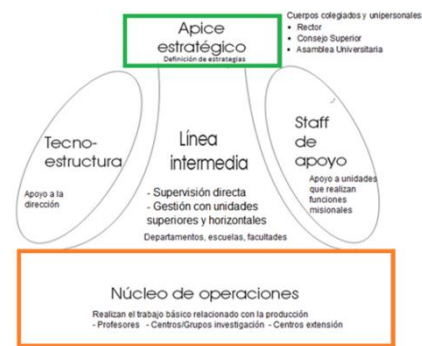 Apice
estratégico
Definición de estrategias
Cuerpos colegiados y unipersonales
• Rector
• Consejo Superior
• Asamblea Universitaria
Tecno-
estructura
Apoyo a la
dirección
Línea
intermedia
- Supervisión directa
- Gestión con unidades
superiores y horizontales
Departamentos, escuelas, facultades
Staff
de
apoyo
Apoyo a unidades
que realizan
funciones
misionales
Núcleo de operaciones
Realizan el trabajo básico relacionado con la producción
- Profesores - Centros/Grupos investigación - Centros extensión